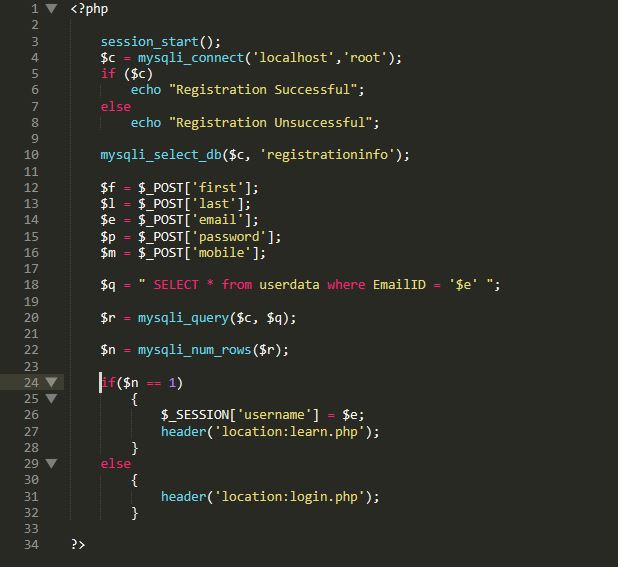 1 <?php
2
3 session_start();
4 $c = mysqli_connect('localhost','root');
5 if ($c)
6 echo "Registration Successful";
7 else
8 echo "Registration Unsuccessful";
9
10 mysqli_select_db($c, 'registrationinfo');
11
12 $f = $_POST['first'];
13 $l = $_POST['last'];
14 $e = $_POST['email'];
15 $p = $_POST['password'];
16 $m = $_POST['mobile'];
17
18 $q = " SELECT * from userdata where EmailID = '$e' ";
19
20 $r = mysqli_query($c, $q);
21
22 $n = mysqli_num_rows($r);
23
24 if($n == 1)
25 {
26 $_SESSION['username'] = $e;
27 header('location:learn.php');
28 }
29 else
30 {
31 header('location:login.php');
32 }
33
34 ?>